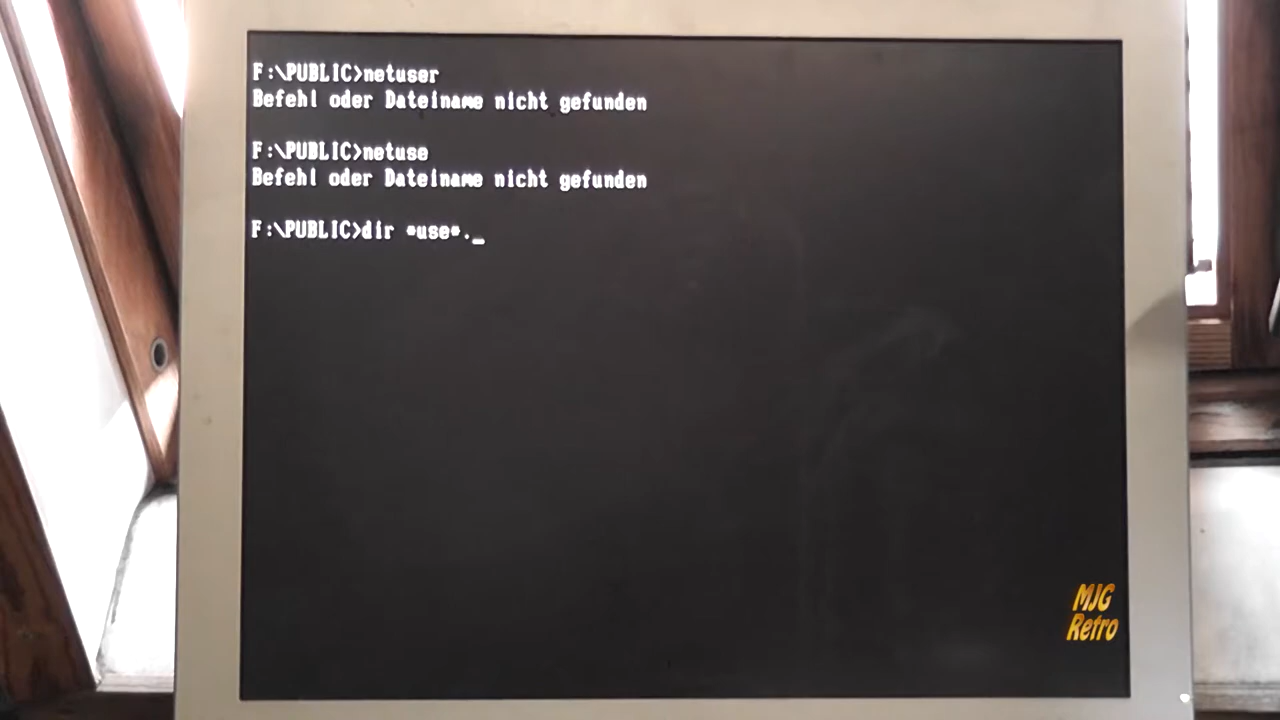 F:\PUBLIC>netuser
Befehl oder Dateiname nicht gefunden
F:\PUBLIC>netuse
Befehl oder Dateiname nicht gefunden
F:\PUBLIC>dir *use*._
MJG
Retro